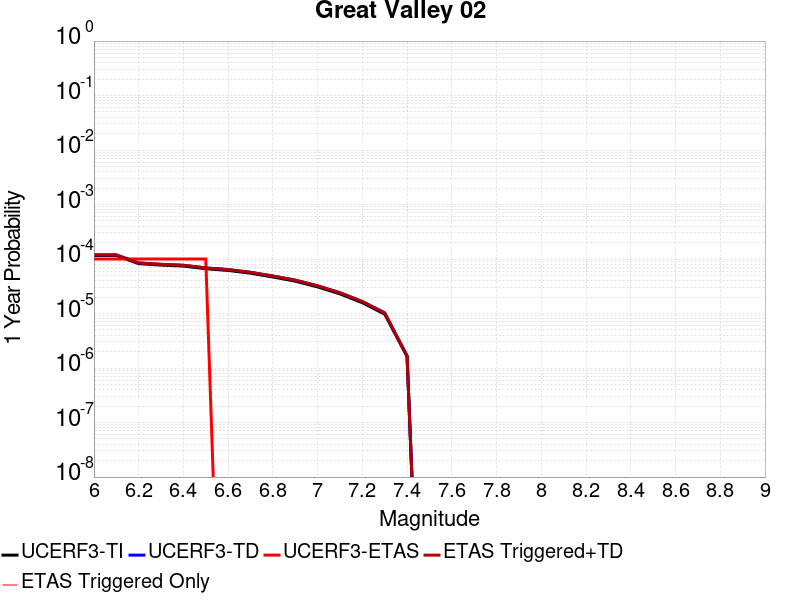 Great Valley 02
10^0
10^-1
10^-2
10^-3
10^-4
10^-5
10^-6
10^-7
10^-8
1 Year Probability
6 6.2 6.4 6.6 6.8 7 7.2 7.4 7.6 7.8 8 8.2 8.4 8.6 8.8 9
Magnitude
UCERF3-TI UCERF3-TD UCERF3-ETAS ETAS Triggered+TD
ETAS Triggered Only